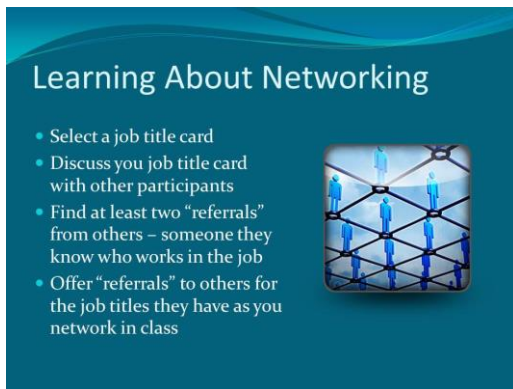 Learning About Networking
• Select a job title card
• Discuss you job title card
with other participants
• Find at least two “referrals”
from others – someone they
know who works in the job
• Offer “referrals” to others for
the job titles they have as you
network in class